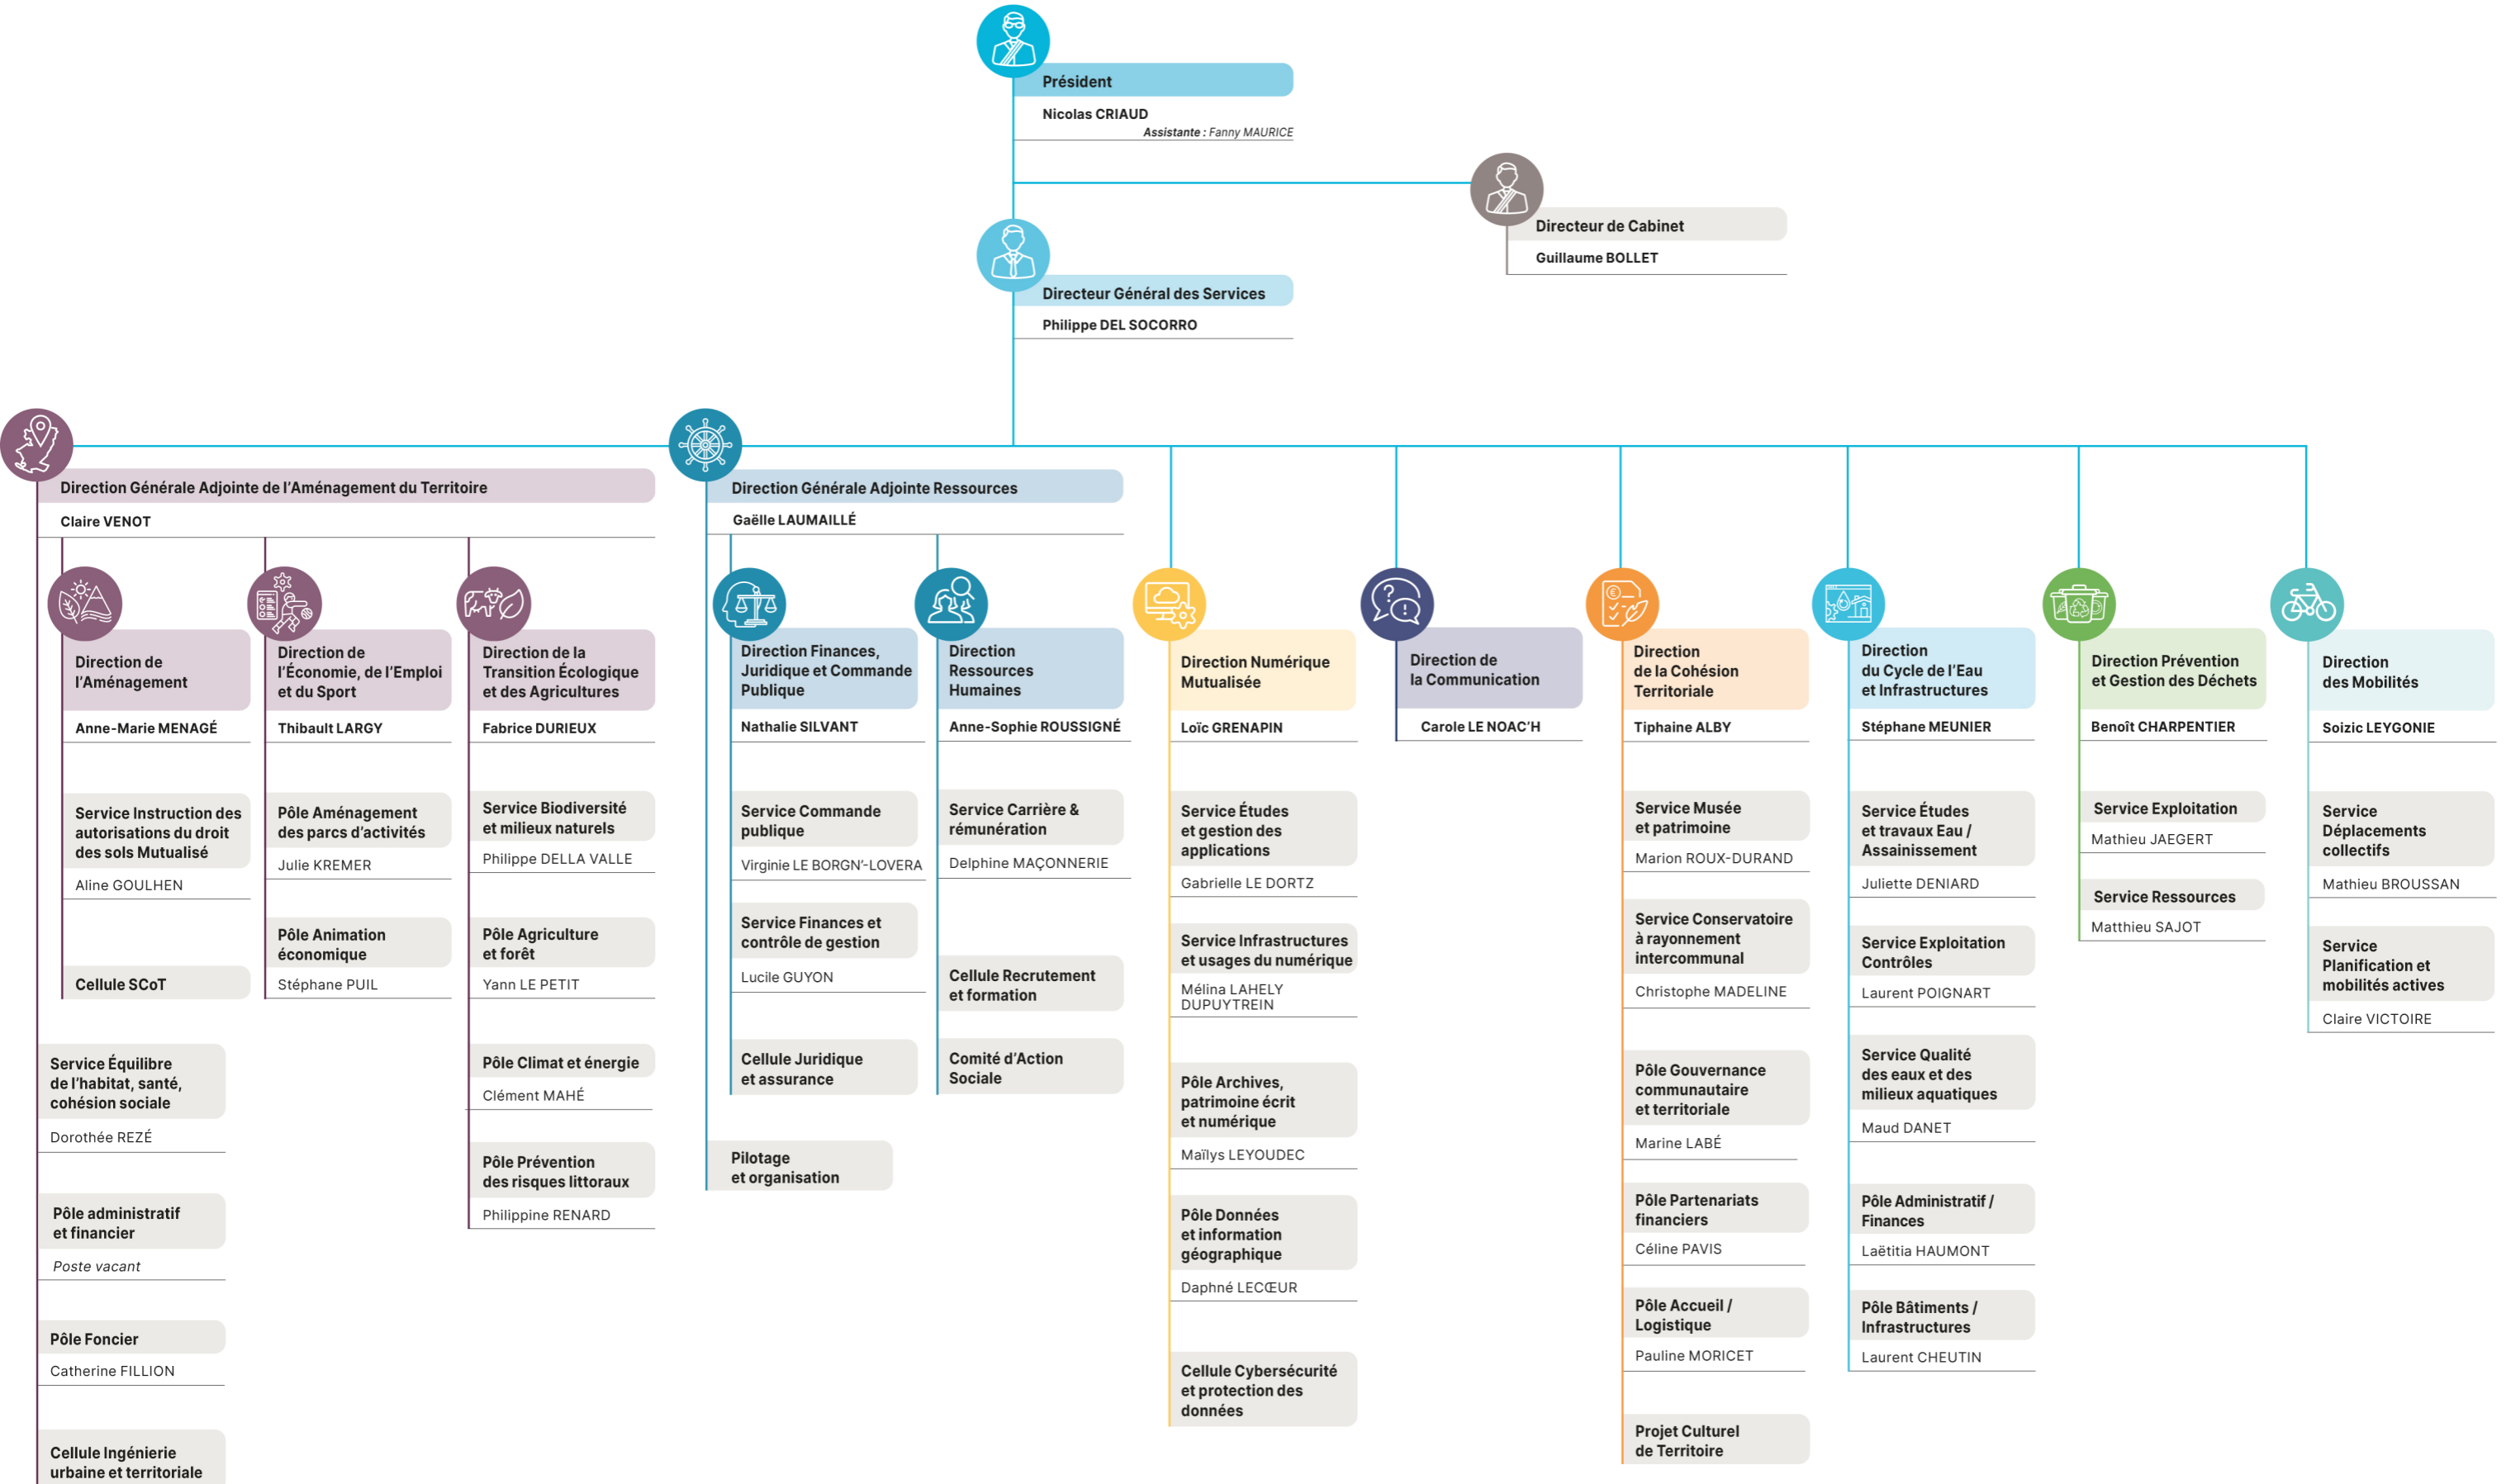 Président
Nicolas CRIAUD
Assistante : Fanny MAURICE
Directeur de Cabinet
Guillaume BOLLET
Directeur Général des Services
Philippe DEL SOCORRO
Direction Générale Adjointe de l’Aménagement du Territoire
Claire VENOT
Direction de
l’Aménagement
Anne-Marie MENAGÉ
Service Instruction des
autorisations du droit
des sols Mutualisé
Aline GOULHEN
Cellule SCoT
Direction de
l’Économie, de l’Emploi
et du Sport
Thibault LARGY
Pôle Aménagement
des parcs d’activités
Julie KREMER
Pôle Animation
économique
Stéphane PUIL
Direction de la
Transition Écologique
et des Agricultures
Fabrice DURIEUX
Service Biodiversité
et milieux naturels
Philippe DELLA VALLE
Pôle Agriculture
et forêt
Yann LE PETIT
Pôle Climat et énergie
Clément MAHÉ
Pôle Prévention
des risques littoraux
Philippine RENARD
Service Équilibre
de l’habitat, santé,
cohésion sociale
Dorothée REZÉ
Pôle administratif
et financier
Poste vacant
Pôle Foncier
Catherine FILLION
Cellule Ingénierie
urbaine et territoriale
Direction Générale Adjointe Ressources
Gaëlle LAUMAILLÉ
Direction Finances,
Juridique et Commande
Publique
Nathalie SILVANT
Service Commande
publique
Virginie LE BORGN’-LOVERA
Service Finances et
contrôle de gestion
Lucile GUYON
Cellule Juridique
et assurance
Direction
Ressources
Humaines
Anne-Sophie ROUSSIGNÉ
Service Carrière &
rémunération
Delphine MAÇONNERIE
Cellule Recrutement
et formation
Comité d’Action
Sociale
Pilotage
et organisation
Direction Numérique
Mutualisée
Loïc GRENAPIN
Service Études
et gestion des
applications
Gabrielle LE DORTZ
Service Infrastructures
et usages du numérique
Mélina LAHELY
DUPUYTREIN
Pôle Archives,
patrimoine écrit
et numérique
Maïlys LEYOUDEC
Pôle Données
et information
géographique
Daphné LECŒUR
Cellule Cybersécurité
et protection des
données
Direction de
la Communication
Carole LE NOAC’H
Direction
de la Cohésion
Territoriale
Tiphaine ALBY
Service Musée
et patrimoine
Marion ROUX-DURAND
Service Conservatoire
à rayonnement
intercommunal
Christophe MADELINE
Pôle Gouvernance
communautaire
et territoriale
Marine LABÉ
Pôle Partenariats
financiers
Céline PAVIS
Pôle Accueil /
Logistique
Pauline MORICET
Projet Culturel
de Territoire
Direction
du Cycle de l’Eau
et Infrastructures
Stéphane MEUNIER
Service Études
et travaux Eau /
Assainissement
Juliette DENIARD
Service Exploitation
Contrôles
Laurent POIGNART
Service Qualité
des eaux et des
milieux aquatiques
Maud DANET
Pôle Administratif /
Finances
Laëtitia HAUMONT
Pôle Bâtiments /
Infrastructures
Laurent CHEUTIN
Direction Prévention
et Gestion des Déchets
Benoît CHARPENTIER
Service Exploitation
Mathieu JAEGERT
Service Ressources
Matthieu SAJOT
Direction
des Mobilités
Soizic LEYGONIE
Service
Déplacements
collectifs
Mathieu BROUSSAN
Service
Planification et
mobilités actives
Claire VICTOIRE